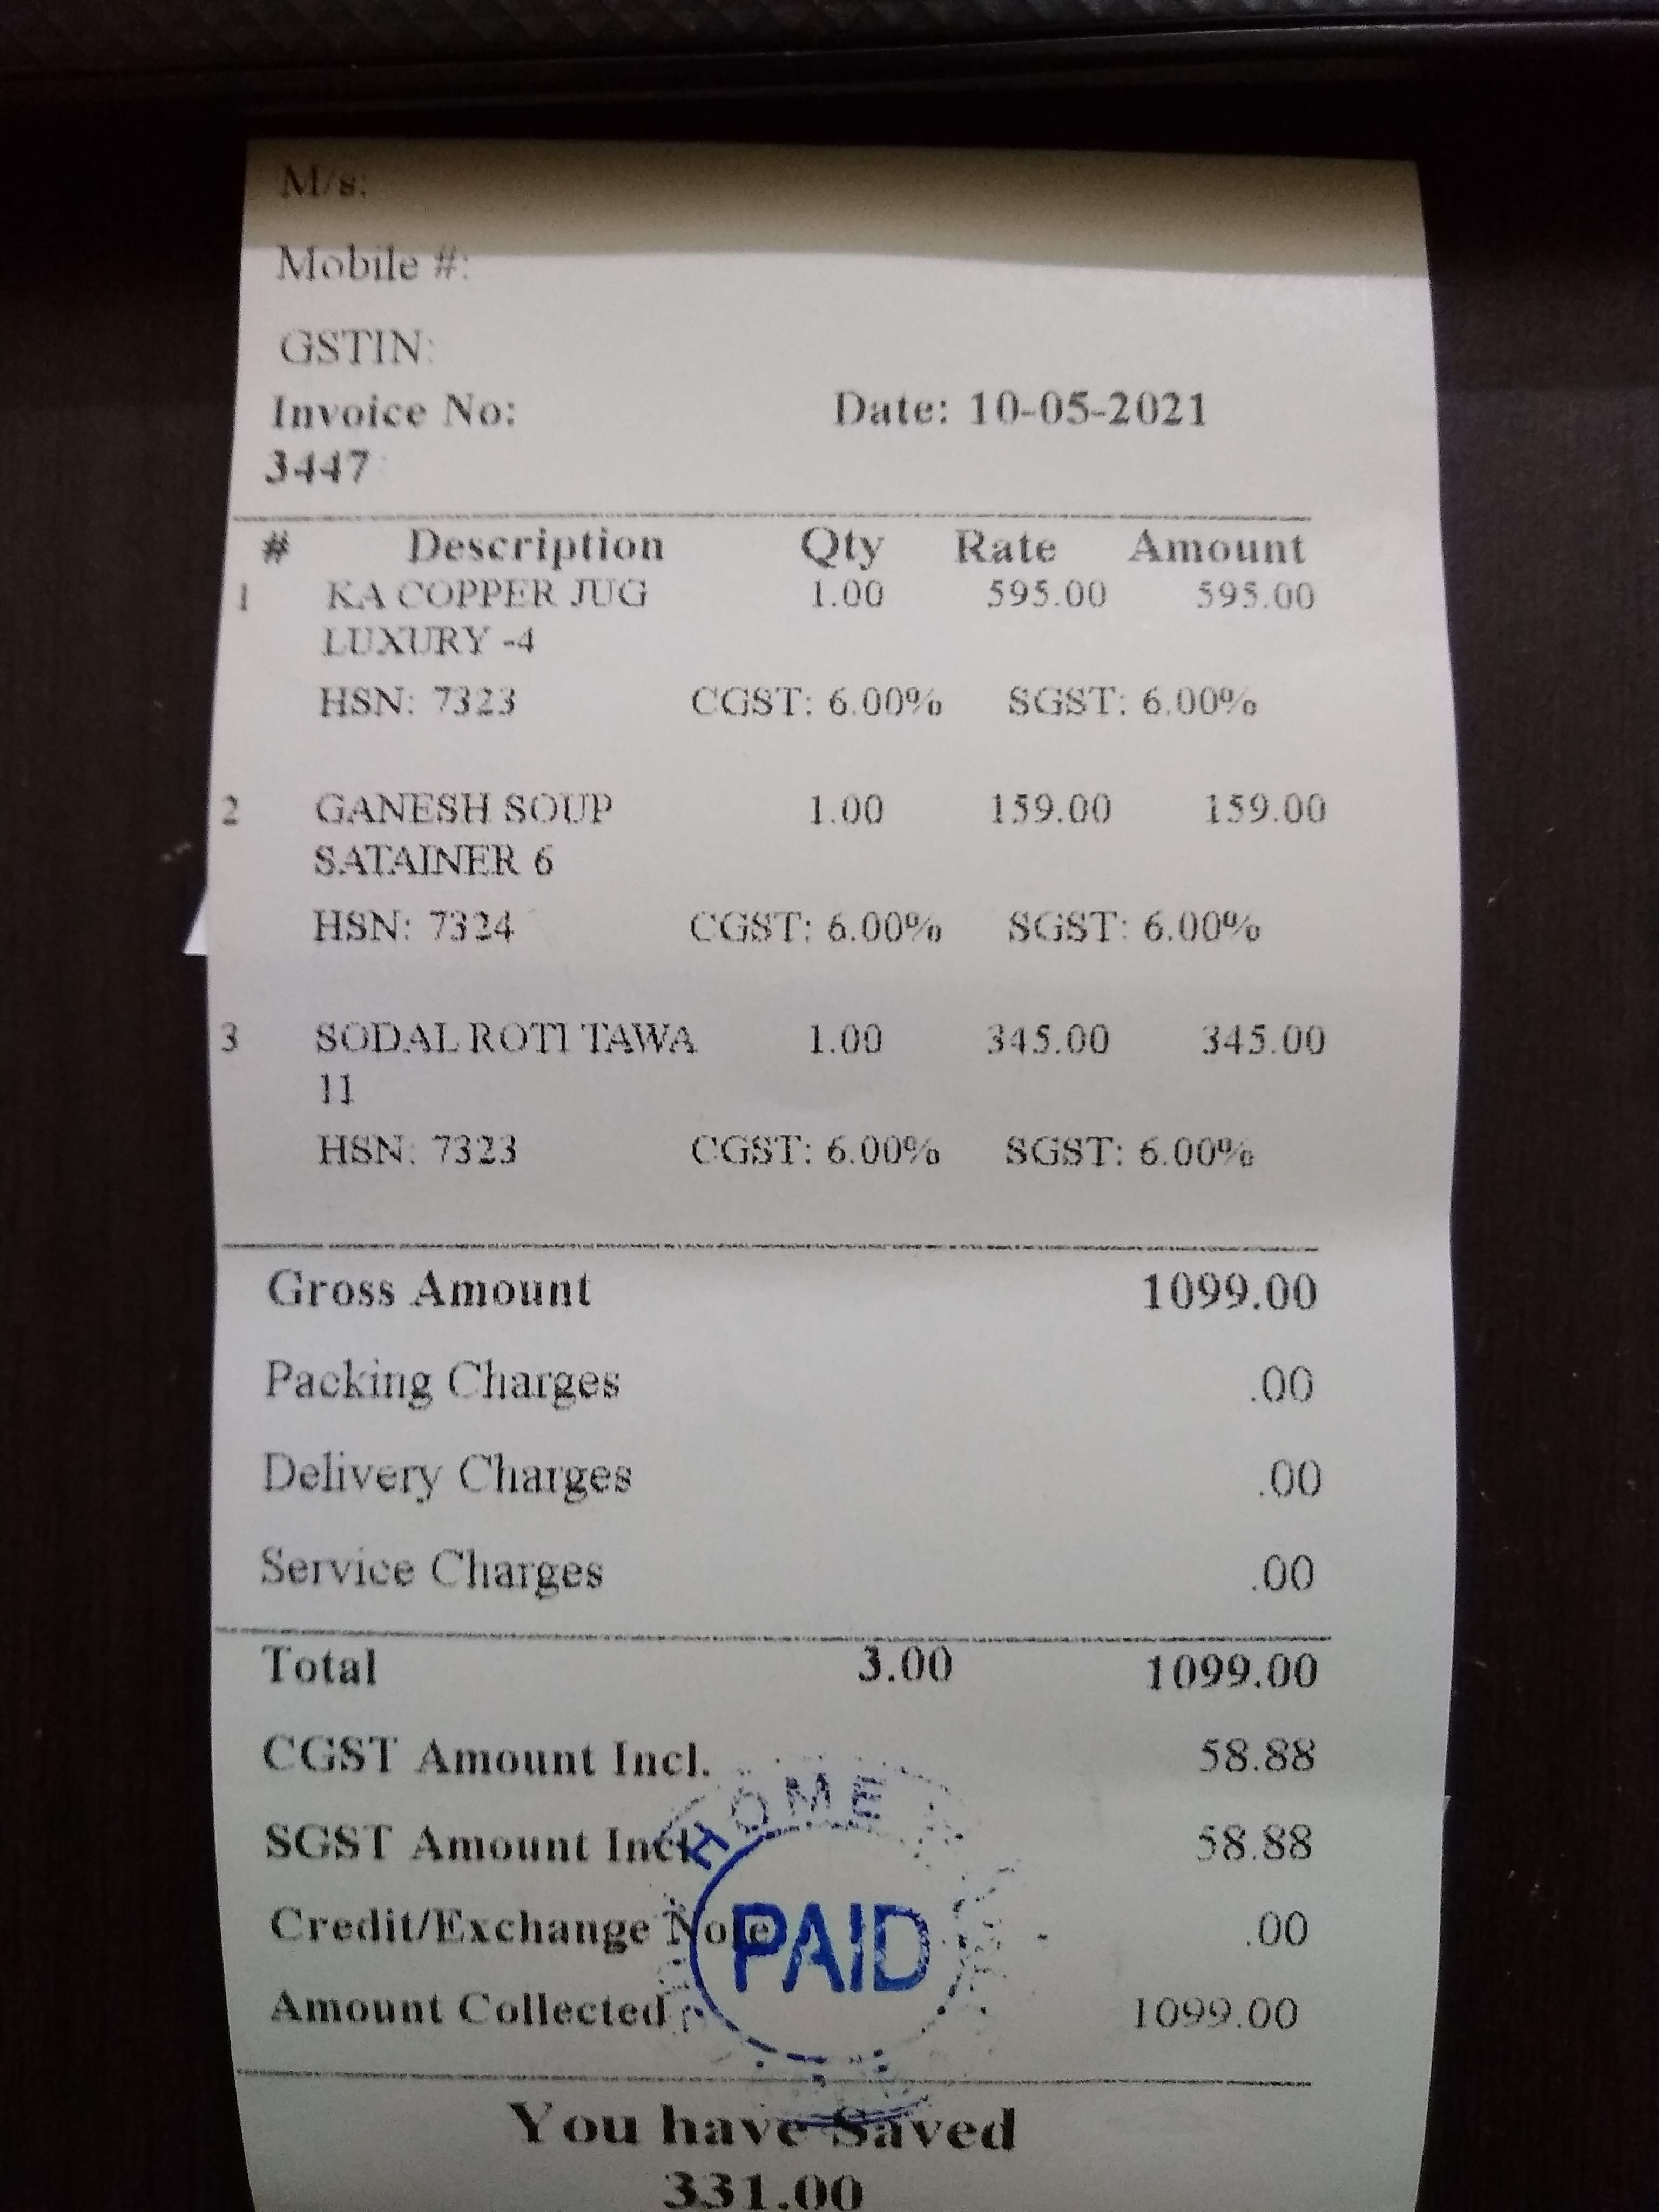 M/s:
Mobile #:
GSTIN:
Invoice No: Date: 10-05-2021
3447
# Description Qty Rate Amount
1 KA COPPER JUG 1.00 595.00 595.00
LUXURY -4
HSN: 7323 CGST: 6.00% SGST: 6.00%
2 GANESH SOUP 1.00 159.00 159.00
SATAINER 6
HSN: 7324 CGST: 6.00% SGST: 6.00%
3 SODAL ROTI TAWA 1.00 345.00 345.00
11
HSN: 7323 CGST: 6.00% SGST: 6.00%
Gross Amount 1099.00
Packing Charges .00
Delivery Charges .00
Service Charges .00
Total 3.00 1099.00
CGST Amount Incl. 58.88
SGST Amount Incl. 58.88
Credit/Exchange Note .00
Amount Collected 1099.00
HOME
PAID
You have Saved
331.00